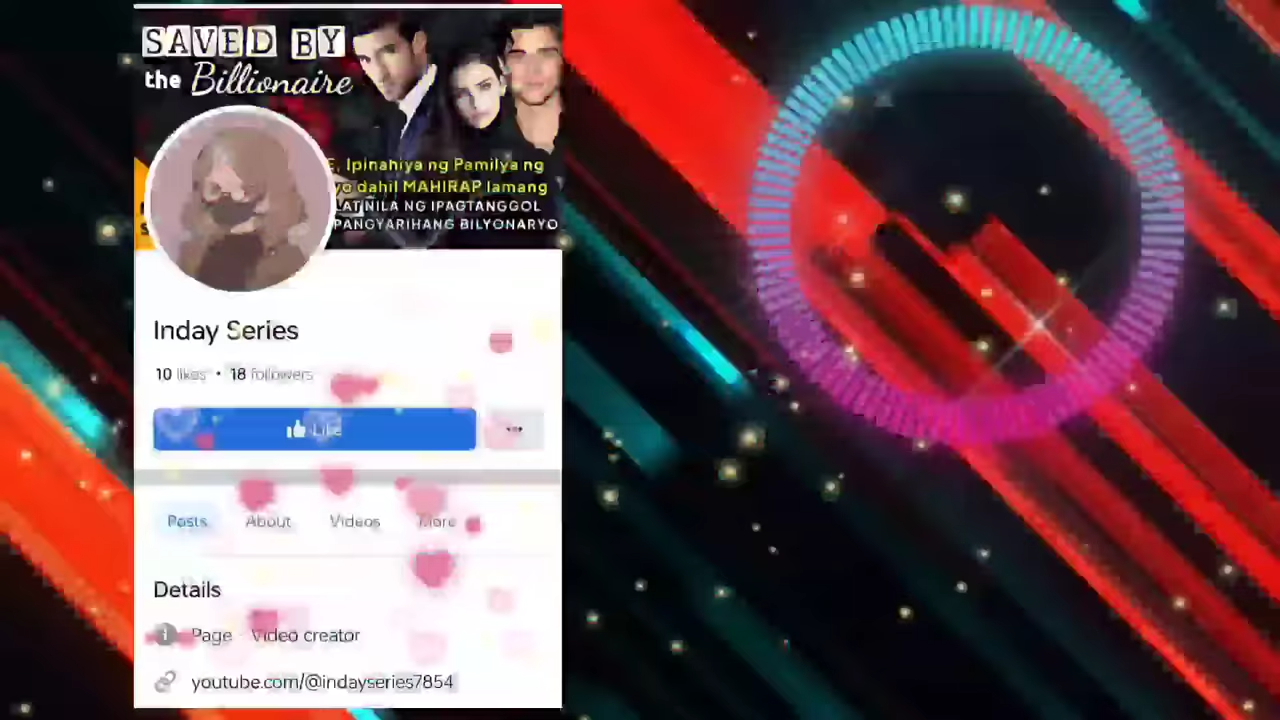 SAVED BY
the Billionaire
, Ipinahiya ng Pamilya ng
yo dahil MAHIRAP lamang
NILA NG IPAGTANGGOL
PANGYARIHANG BILYONARYO
Inday Series
10 likes • 18 followers
Like
Posts About Videos More
Details
Page · Video creator
youtube.com/@indayseries7854